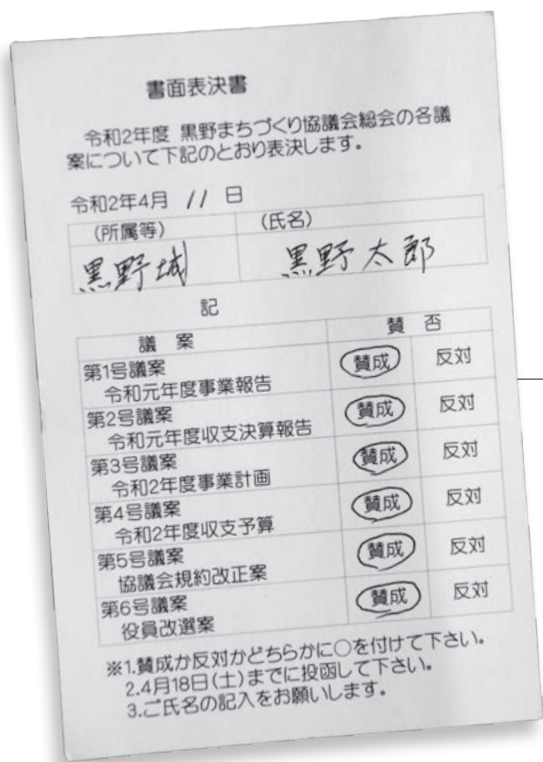 書面表決書
令和2年度 黒野まちづくり協議会総会の各議
案について下記のとおり表決します。
令和2年4月 11 日
(所属等) (氏名)
黒野城 黒野太郎
記
議 案 賛 否
第1号議案
令和元年度事業報告 賛成 反対
第2号議案
令和元年度収支決算報告 賛成 反対
第3号議案
令和2年度事業計画 賛成 反対
第4号議案
令和2年度収支予算 賛成 反対
第5号議案
協議会規約改正案 賛成 反対
第6号議案
役員改選案 賛成 反対
※1.賛成か反対かどちらかに○を付けて下さい。
2.4月18日(土)までに投函して下さい。
3.ご氏名の記入をお願いします。